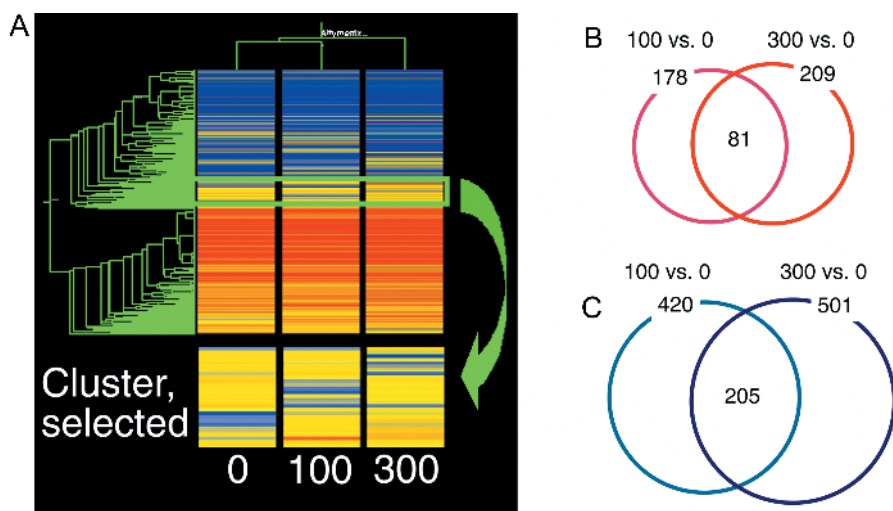 A
Affymetrix...
Cluster,
selected
0 100 300
B
100 vs. 0 300 vs. 0
178 209
81
C
100 vs. 0 300 vs. 0
420 501
205